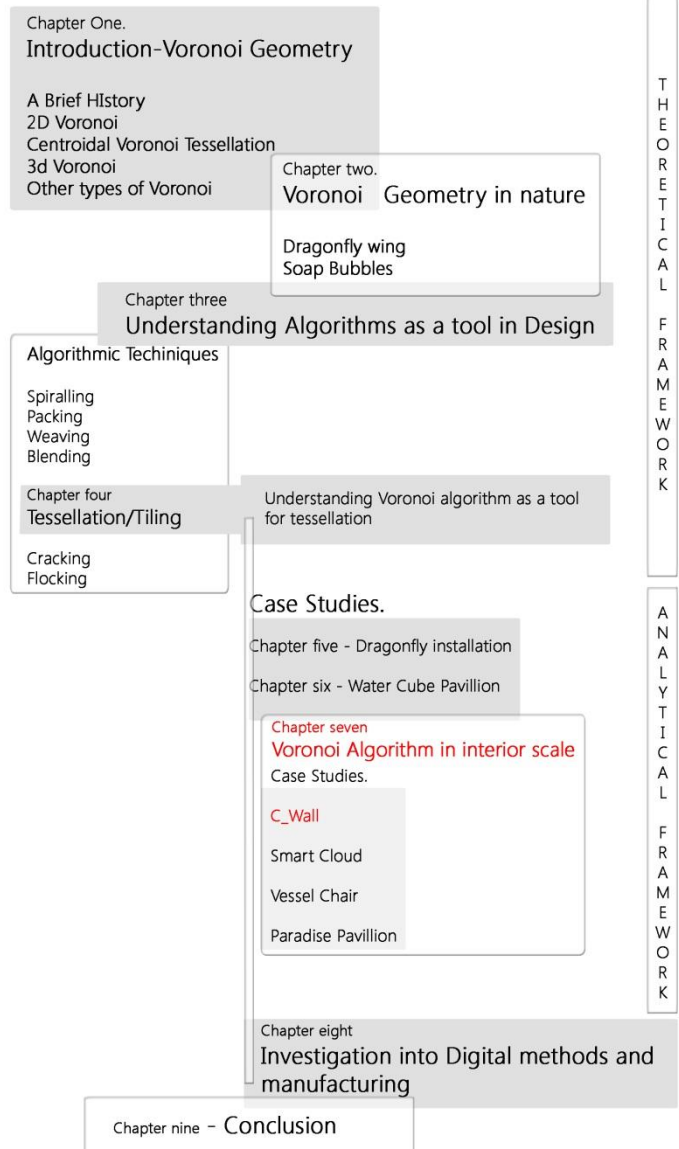 Chapter One.
Introduction-Voronoi Geometry
A Brief HIstory
2D Voronoi
Centroidal Voronoi Tessellation
3d Voronoi
Other types of Voronoi
Chapter two.
Voronoi Geometry in nature
Dragonfly wing
Soap Bubbles
Chapter three
Understanding Algorithms as a tool in Design
Algorithmic Techiniques
Spiralling
Packing
Weaving
Blending
Chapter four
Tessellation/Tiling
Understanding Voronoi algorithm as a tool
for tessellation
Cracking
Flocking
THEORETICAL FRAMEWORK
Case Studies.
Chapter five - Dragonfly installation
Chapter six - Water Cube Pavillion
Chapter seven
Voronoi Algorithm in interior scale
Case Studies.
C_Wall
Smart Cloud
Vessel Chair
Paradise Pavillion
ANALYTICAL FRAMEWORK
Chapter eight
Investigation into Digital methods and
manufacturing
Chapter nine - Conclusion